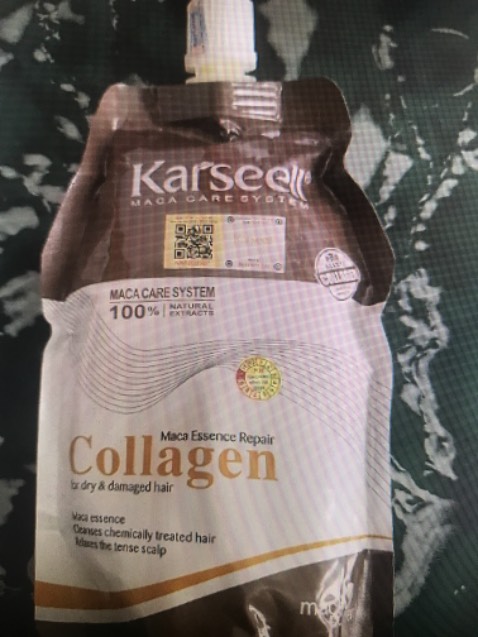 Karseell
MACA CARE SYSTEM
COLLAGEN
MACA CARE SYSTEM
100% NATURAL
EXTRACTS
Maca Essence Repair
Collagen
for dry & damaged hair
Maca essence
Cleanses chemically treated hair
Relaxes the tense scalp